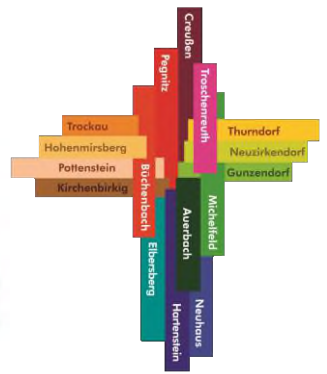 Creußen
Pegnitz
Troschenreuth
Trockau
Thurndorf
Hohenmirsberg
Neuzirkendorf
Pottenstein
Gunzendorf
Kirchenbirkig
Büchenbach
Auerbach
Michelfeld
Elbersberg
Hartenstein
Neuhaus